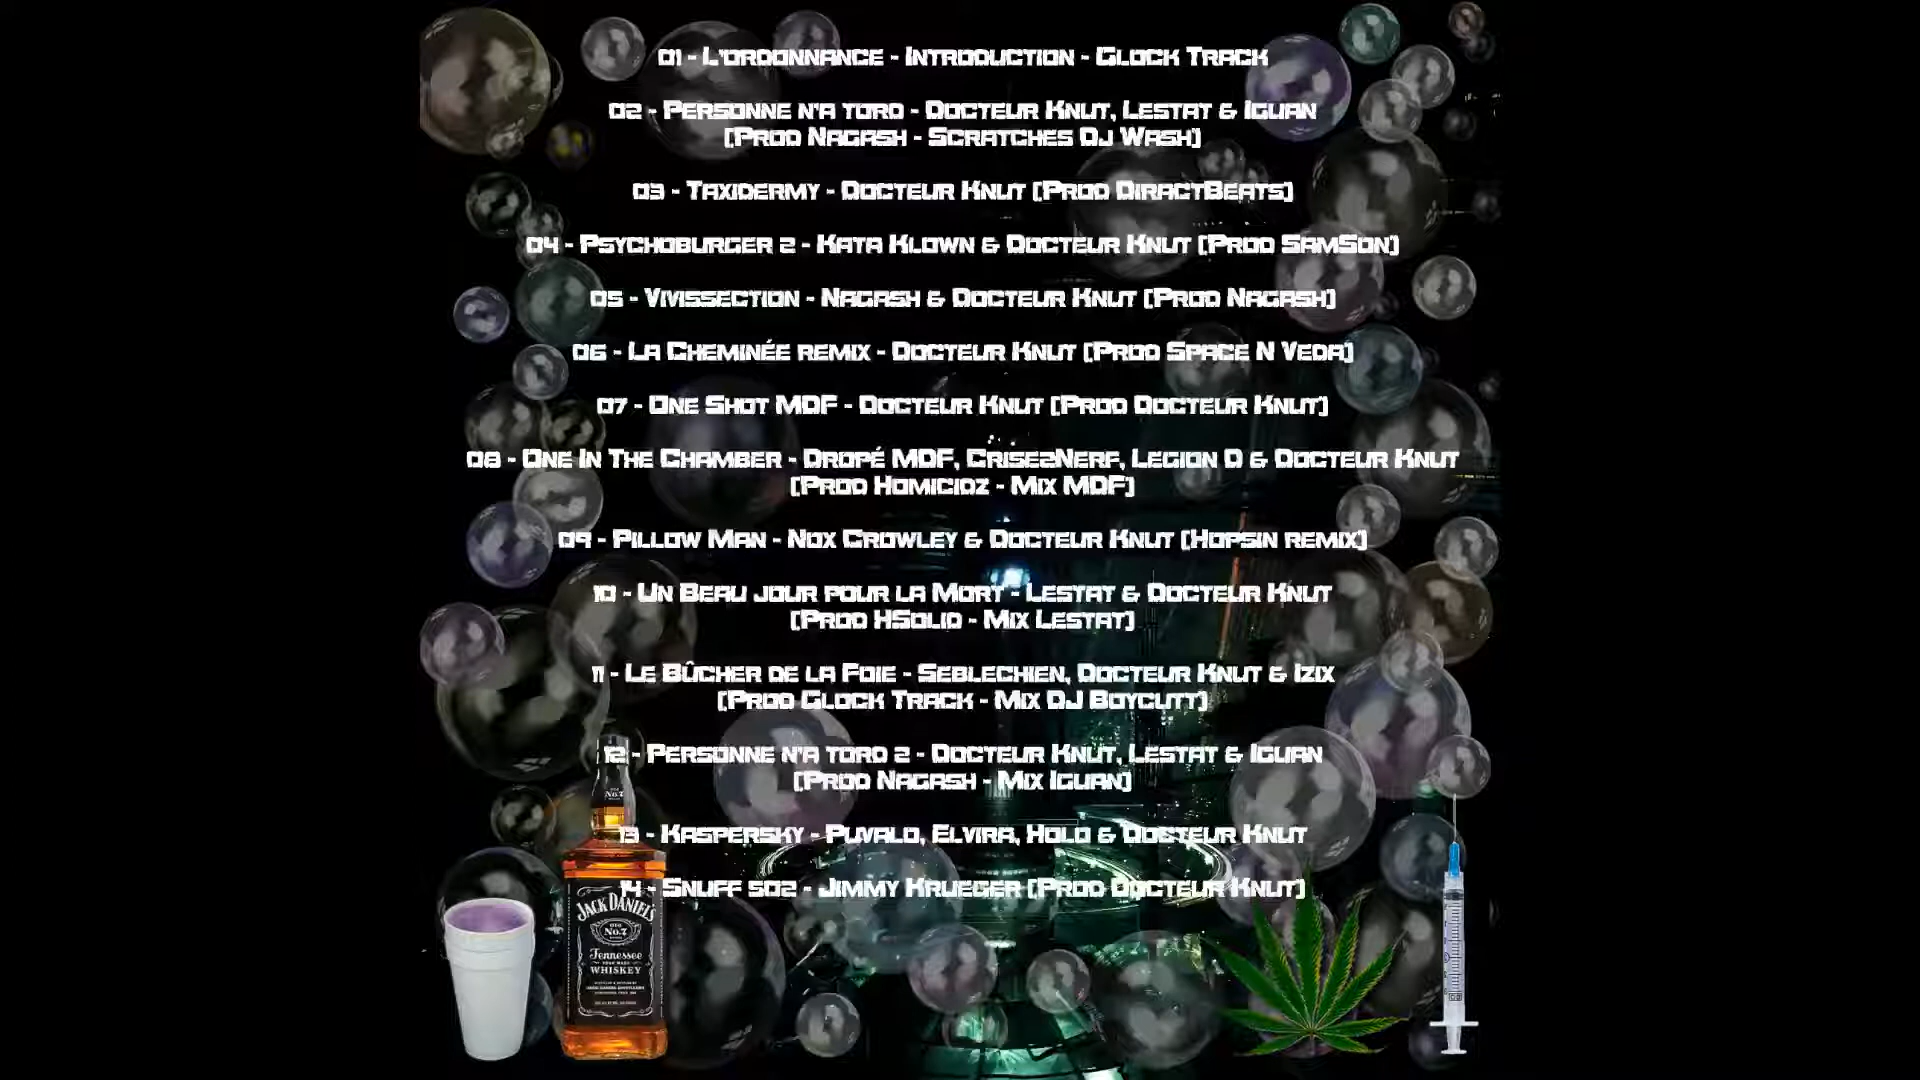 01 - L'ordonnance - Introduction - Glock Track
02 - Personne n'a tord - Docteur Knut, Lestat & Iguan
[Prod Nagash - Scratches DJ Wash]
03 - Taxidermy - Docteur Knut [Prod DiractBeats]
04 - Psychoburger 2 - Kata Klown & Docteur Knut [Prod SamSon]
05 - Vivissection - Nagash & Docteur Knut [Prod Nagash]
06 - La Cheminée remix - Docteur Knut [Prod Space N Veda]
07 - One Shot MDF - Docteur Knut [Prod Docteur Knut]
08 - One In The Chamber - Dropé MDF, Crise2Nerf, Legion D & Docteur Knut
[Prod Homicidz - Mix MDF]
09 - Pillow Man - Nox Crowley & Docteur Knut [Hopsin remix]
10 - Un Beau jour pour la Mort - Lestat & Docteur Knut
[Prod HSolid - Mix Lestat]
11 - Le Bûcher de la Foie - Seblechien, Docteur Knut & Izix
[Prod Glock Track - Mix DJ Boycutt]
12 - Personne n'a tord 2 - Docteur Knut, Lestat & Iguan
[Prod Nagash - Mix Iguan]
13 - Kaspersky - Puvalo, Elvira, Holo & Docteur Knut
14 - Snuff 502 - Jimmy Krueger [Prod Docteur Knut]
JACK DANIEL'S
OLD
No.7
Tennessee
WHISKEY